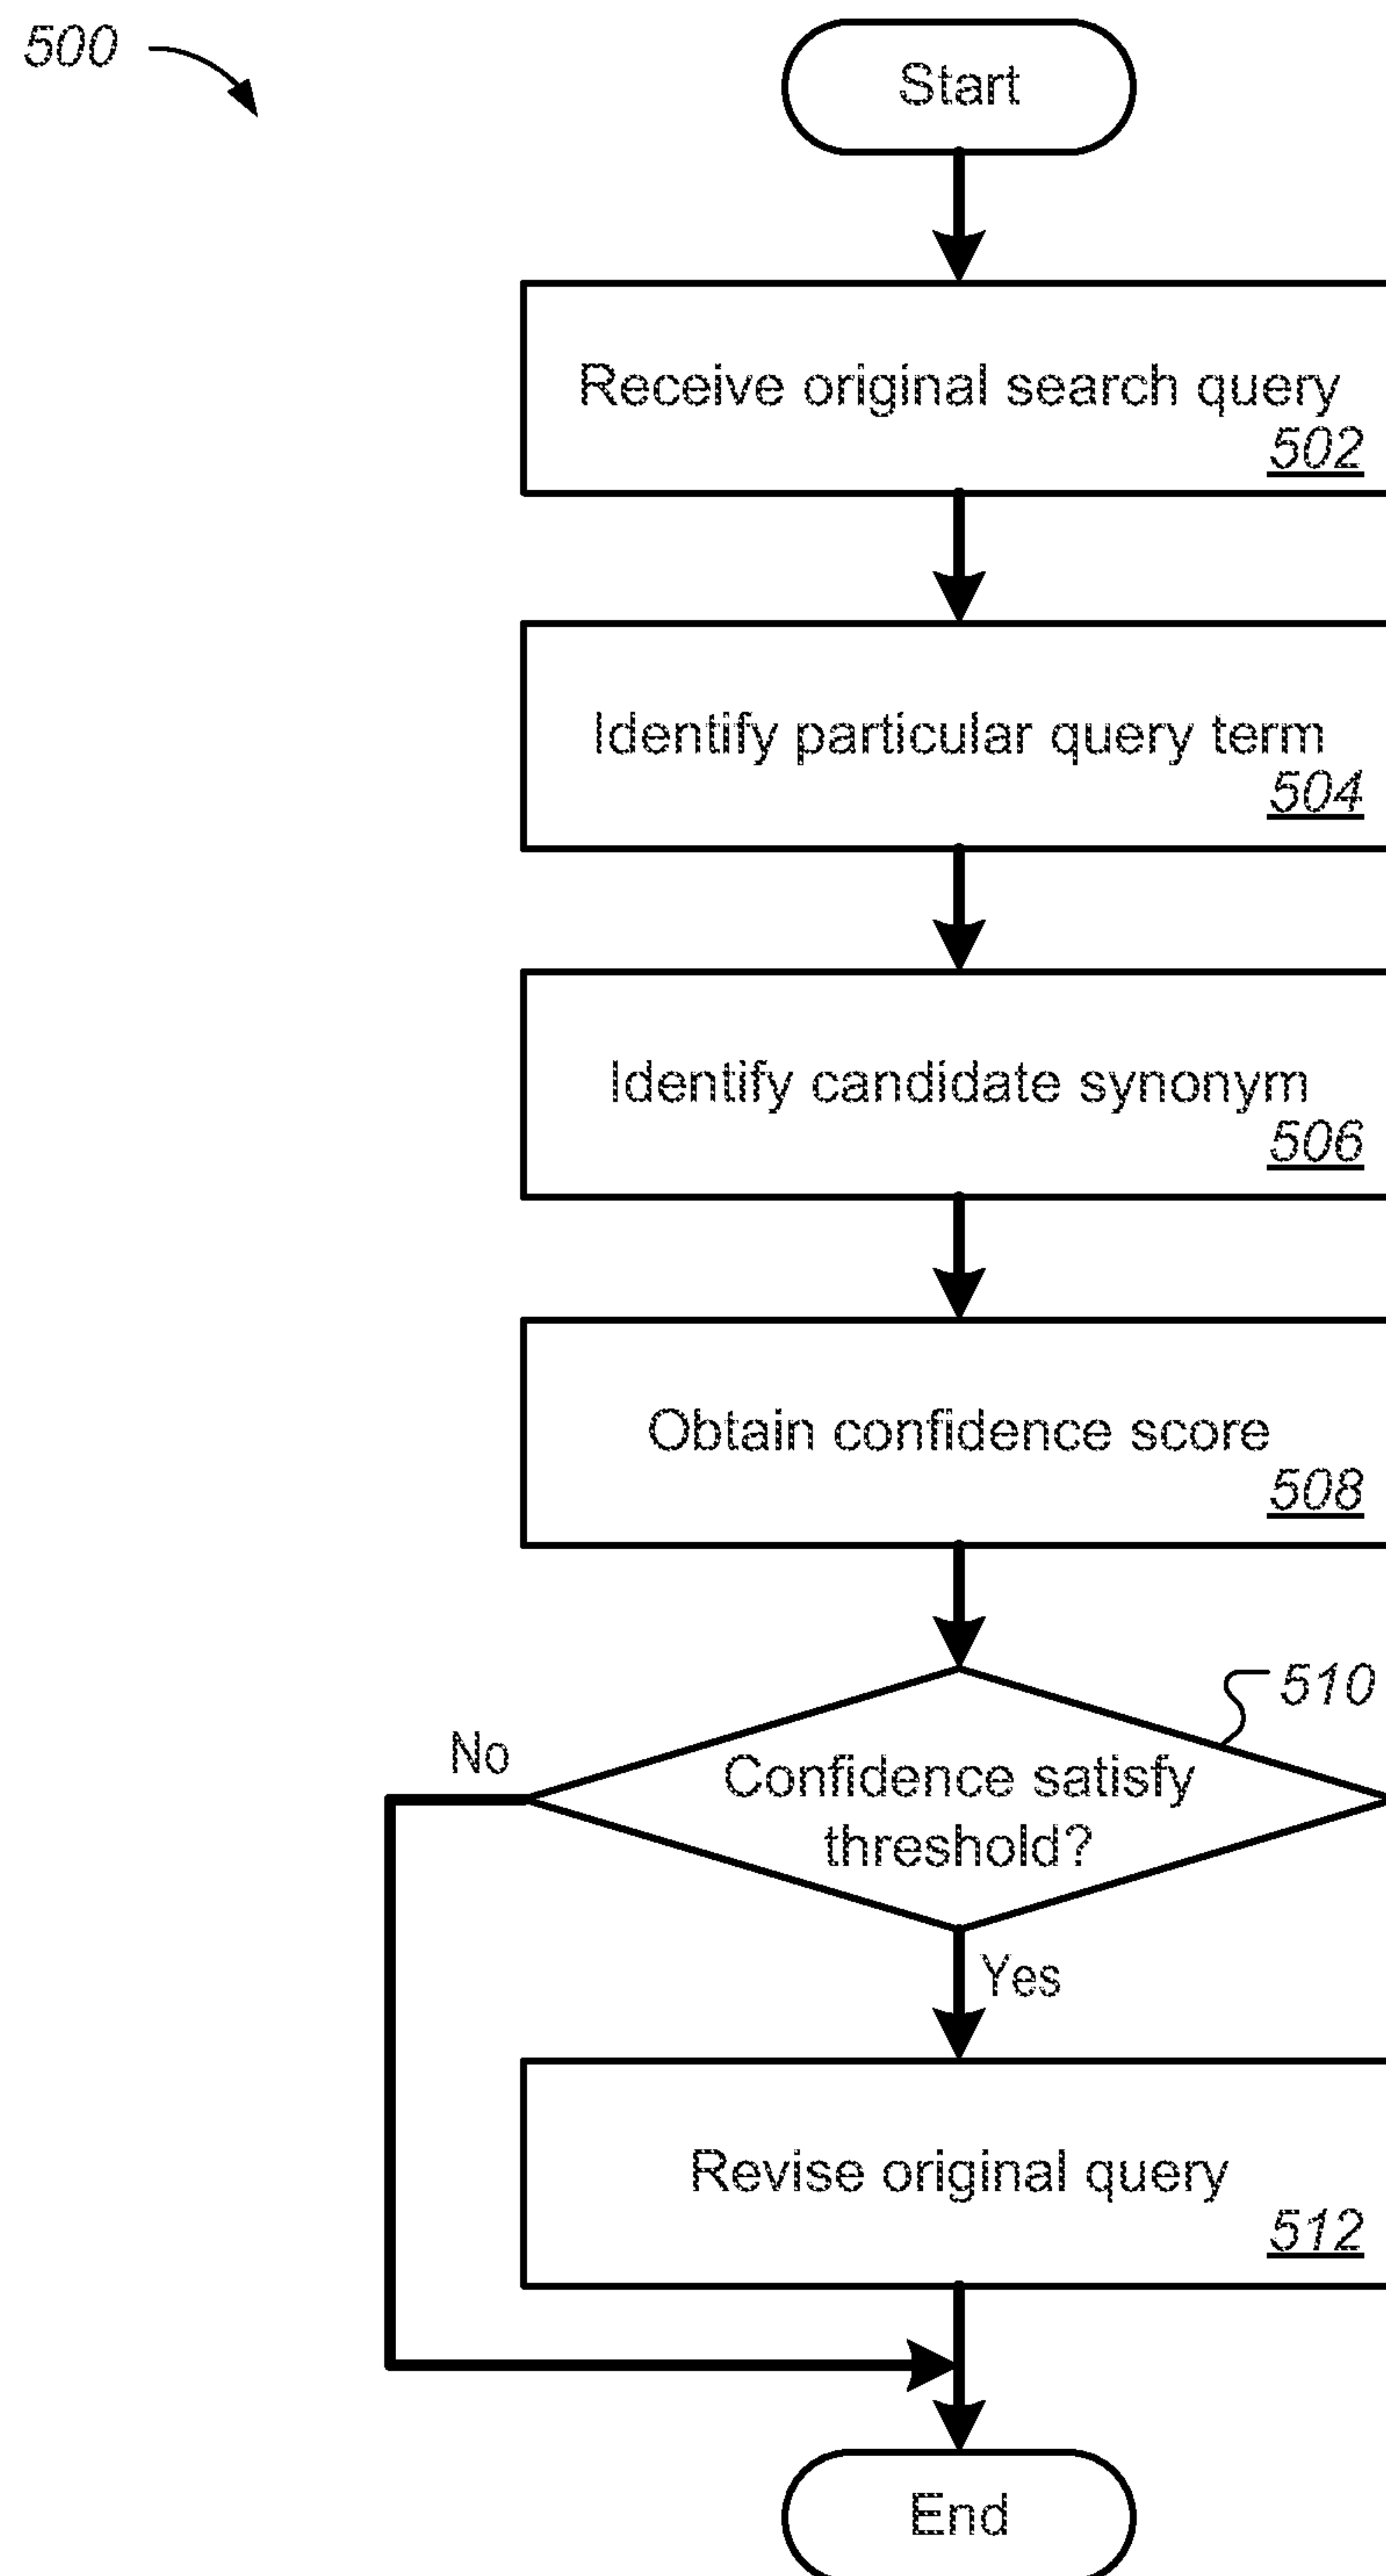 500
Start
Receive original search query
502
Identify particular query term
504
Identify candidate synonym
506
Obtain confidence score
508
510
No
Confidence satisfy
threshold?
Yes
Revise original query
512
End